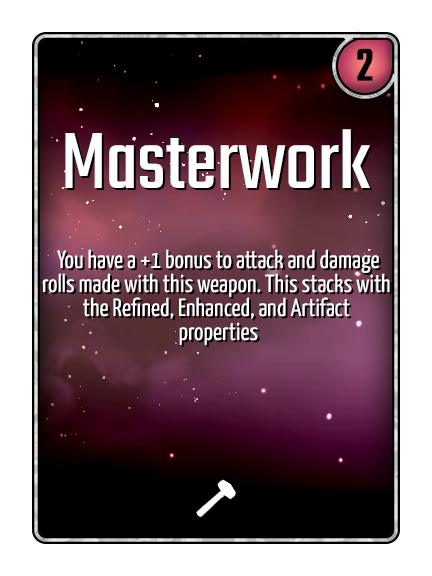 2
Masterwork
You have a +1 bonus to attack and damage
rolls made with this weapon. This stacks with
the Refined, Enhanced, and Artifact
properties